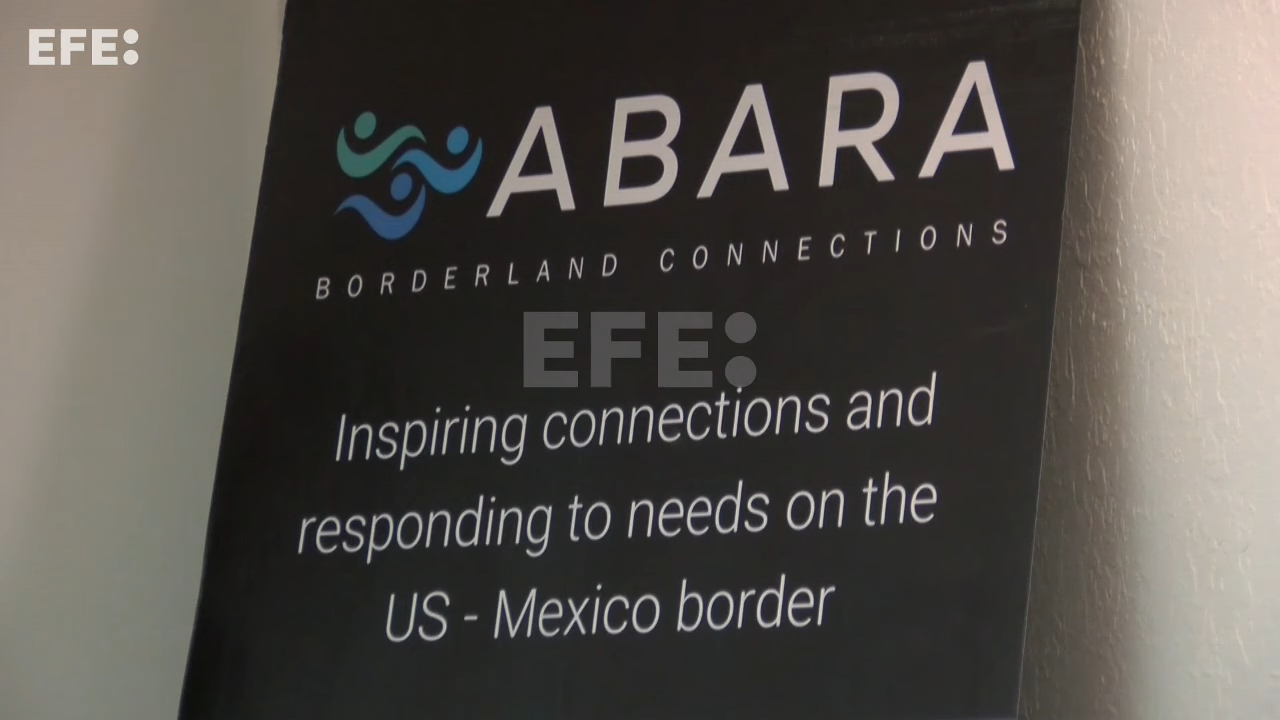 EFE:
ABARA
BORDERLAND CONNECTIONS
EFE:
Inspiring connections and
responding to needs on the
US - Mexico border